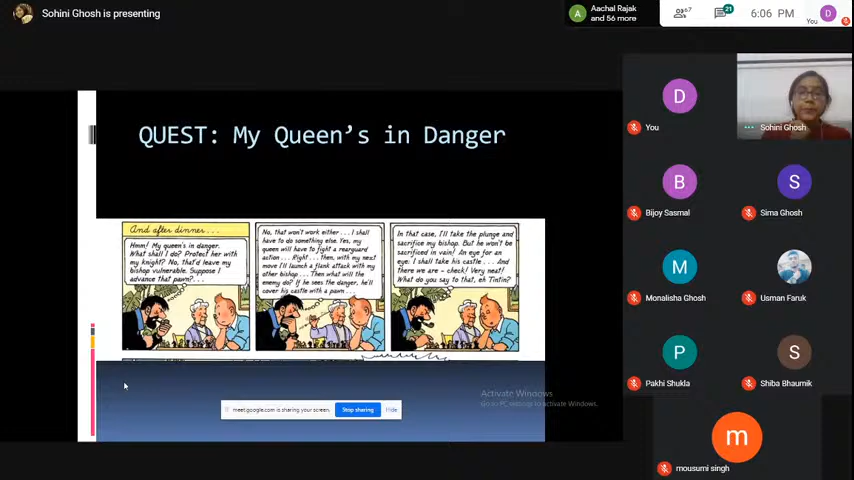 Sohini Ghosh is presenting
A
Aachal Rajak
and 56 more
67
21
6:06 PM
D
You
QUEST: My Queen's in Danger
And after dinner...
Hmm! My queen's in danger.
What shall I do? Protect her with
my knight? No, that'd leave my
bishop vulnerable. Suppose I
advance that pawn?...
No, that won't work either... I shall
have to do something else. Yes, my
queen will have to fight a rearguard
action... Right... Then, with my next
move I'll launch a flank attack with my
other bishop... Then what will the
enemy do? If he sees the danger, he'll
cover his castle with a pawn...
In that case, I'll take the plunge and
sacrifice my bishop. But he won't be
sacrificed in vain! An eye for an
eye. I shall take his castle... And
there we are - check! Very neat!
What do you say to that, eh Tintin?
meet.google.com is sharing your screen.
Stop sharing
Hide
Activate Windows
Go to PC settings to activate Windows.
D
You
Sohini Ghosh
B
Bijoy Sasmal
S
Sima Ghosh
M
Monalisha Ghosh
Usman Faruk
P
Pakhi Shukla
S
Shiba Bhaumik
m
mousumi singh